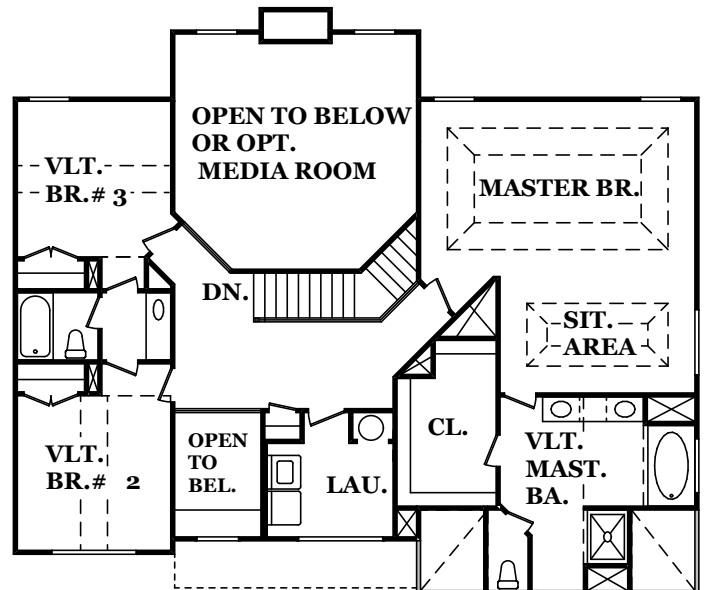 OPEN TO BELOW
OR OPT.
MEDIA ROOM
VLT.
BR.# 3
MASTER BR.
DN.
SIT.
AREA
VLT.
BR.# 2
OPEN
TO
BEL.
LAU.
CL.
VLT.
MAST.
BA.